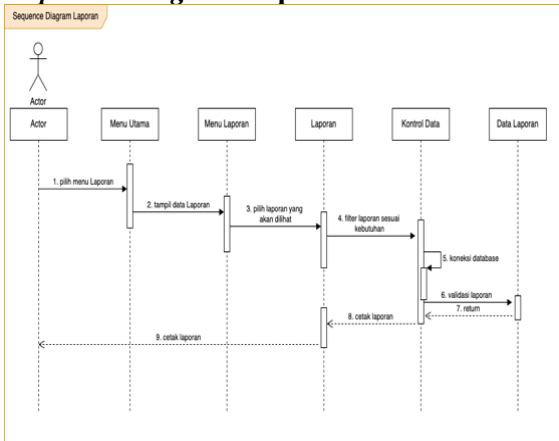 Sequence Diagram Laporan
Actor
Actor
Menu Utama
Menu Laporan
Laporan
Kontrol Data
Data Laporan
1. pilih menu Laporan
2. tampil data Laporan
3. pilih laporan yang
akan dilihat
4. filter laporan sesuai
kebutuhan
5. koneksi database
6. validasi laporan
7. return
8. cetak laporan
9. cetak laporan